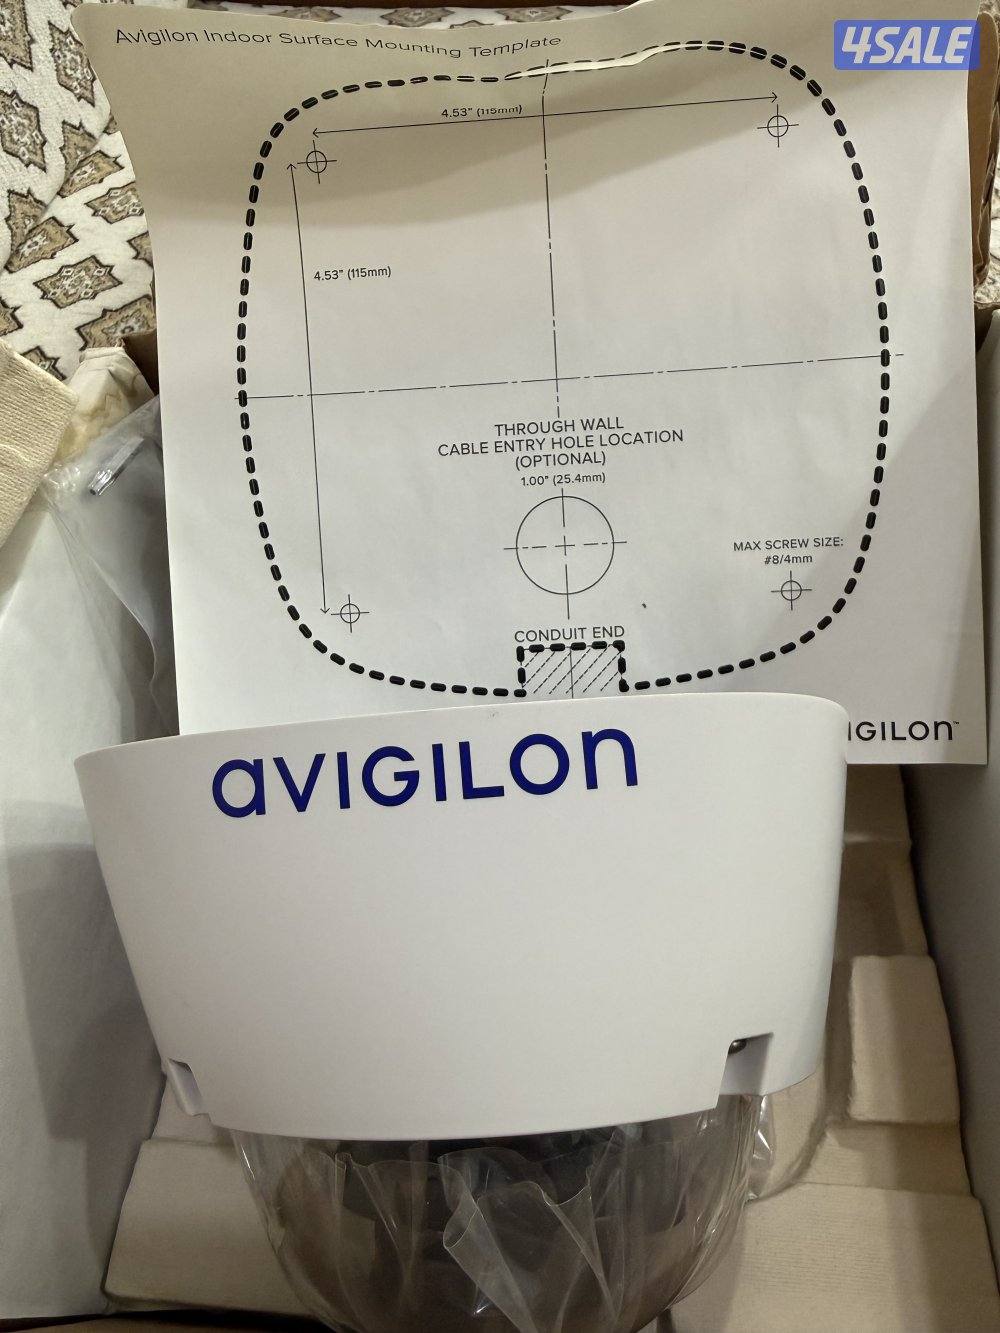 Avigilon Indoor Surface Mounting Template
4SALE
4.53" (115mm)
4.53" (115mm)
THROUGH WALL
CABLE ENTRY HOLE LOCATION
(OPTIONAL)
1.00" (25.4mm)
MAX SCREW SIZE:
#8/4mm
CONDUIT END
IGILON™
aVIGILON